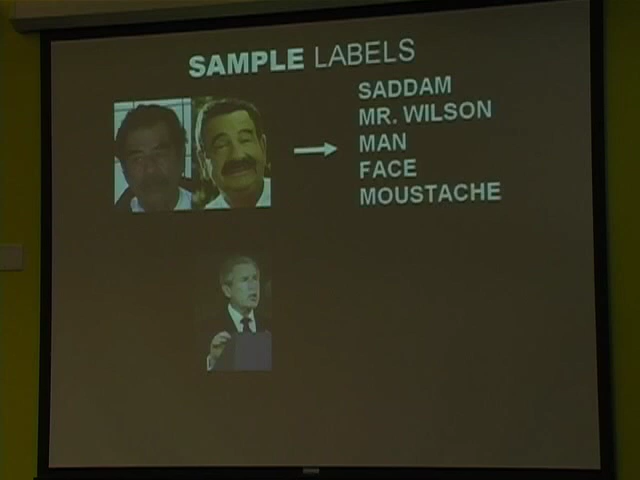 SAMPLE LABELS
SADDAM
MR. WILSON
MAN
FACE
MOUSTACHE